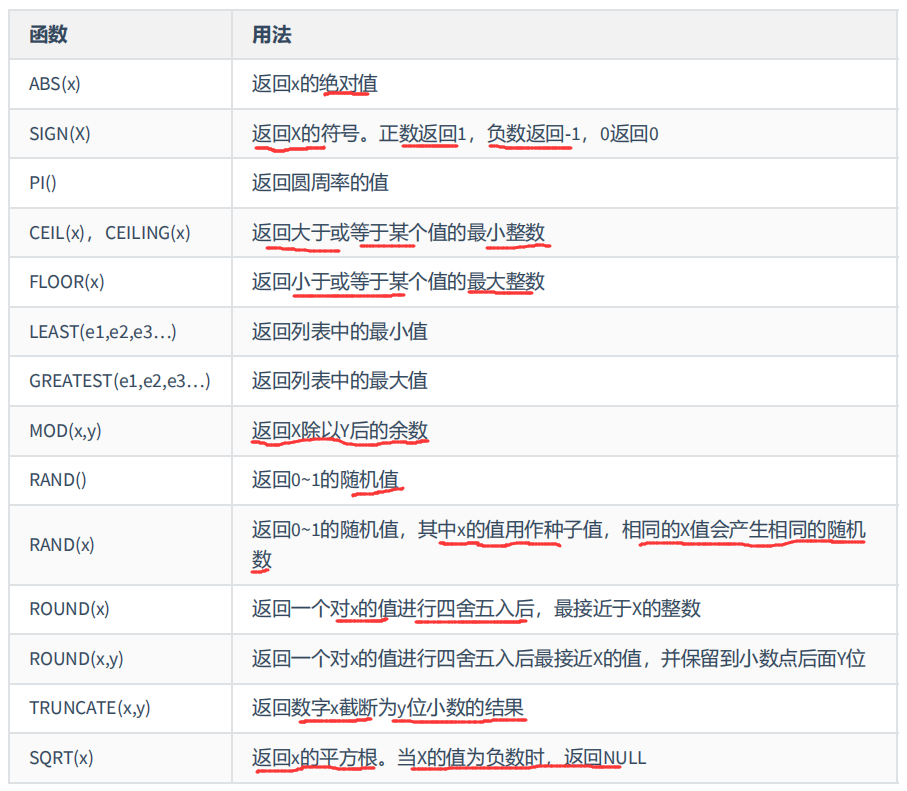 函数 用法
ABS(x) 返回x的绝对值
SIGN(X) 返回X的符号。正数返回1，负数返回-1，0返回0
PI() 返回圆周率的值
CEIL(x)，CEILING(x) 返回大于或等于某个值的最小整数
FLOOR(x) 返回小于或等于某个值的最大整数
LEAST(e1,e2,e3…) 返回列表中的最小值
GREATEST(e1,e2,e3…) 返回列表中的最大值
MOD(x,y) 返回X除以Y后的余数
RAND() 返回0~1的随机值
RAND(x) 返回0~1的随机值，其中x的值用作种子值，相同的X值会产生相同的随机
数
ROUND(x) 返回一个对x的值进行四舍五入后，最接近于X的整数
ROUND(x,y) 返回一个对x的值进行四舍五入后最接近X的值，并保留到小数点后面Y位
TRUNCATE(x,y) 返回数字x截断为y位小数的结果
SQRT(x) 返回x的平方根。当X的值为负数时，返回NULL